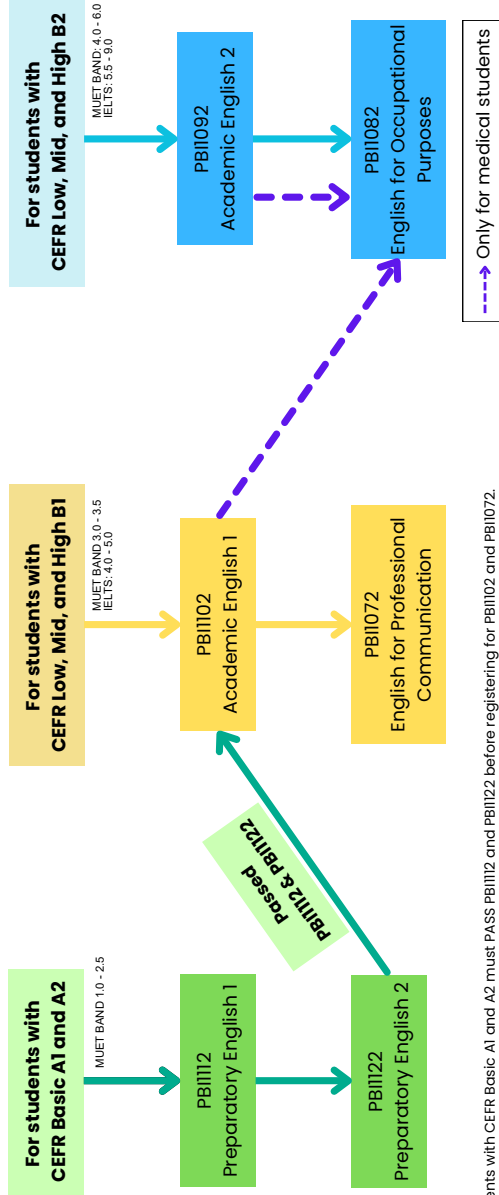 For students with
CEFR Basic A1 and A2
MUET BAND 1.0 - 2.5
PBI1112
Preparatory English 1
PBI1122
Preparatory English 2
Passed
PBI1112 & PBI1122
For students with
CEFR Low, Mid, and High B1
MUET BAND 3.0 - 3.5
IELTS: 4.0 - 5.0
PBI1102
Academic English 1
PBI1072
English for Professional
Communication
For students with
CEFR Low, Mid, and High B2
MUET BAND: 4.0 - 6.0
IELTS: 5.5 - 9.0
PBI1092
Academic English 2
PBI1082
English for Occupational
Purposes
Only for medical students
with CEFR Basic A1 and A2 must PASS PBI1112 and PBI1122 before registering for PBI1102 and PBI1072.